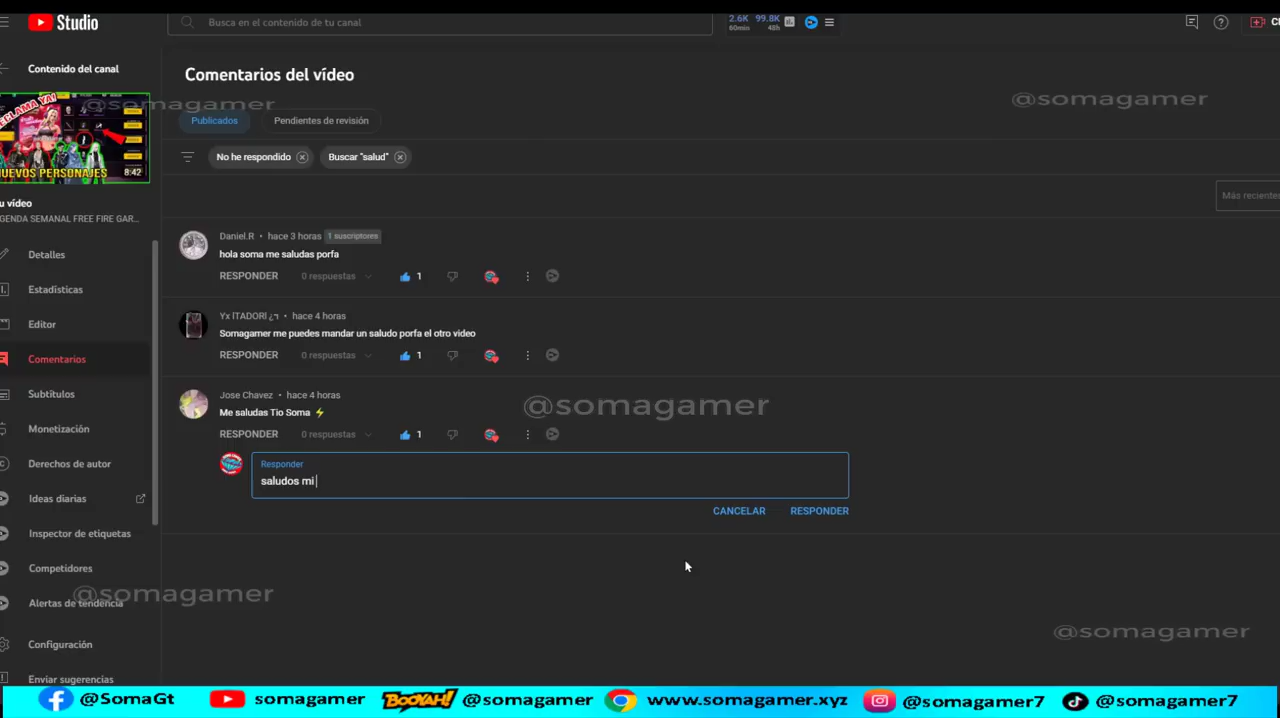 Studio
Busca en el contenido de tu canal
2.6K 99.8K
60min 48h
Contenido del canal
Comentarios del vídeo
@somagamer
@somagamer
Publicados
Pendientes de revisión
ECLAMA YA!
NUEVOS PERSONAJES
8:42
No he respondido
Buscar "salud"
u vídeo
GENDA SEMANAL FREE FIRE GAR...
Más recientes
Daniel.R • hace 3 horas 1 suscriptores
hola soma me saludas porfa
RESPONDER 0 respuestas 1
Detalles
Estadísticas
Editor
Comentarios
Subtítulos
Monetización
Derechos de autor
Ideas diarias
Inspector de etiquetas
Competidores
Alertas de tendencia
Configuración
Enviar sugerencias
Yx ITADORI • hace 4 horas
Somagamer me puedes mandar un saludo porfa el otro video
RESPONDER 0 respuestas 1
Jose Chavez • hace 4 horas
Me saludas Tio Soma ⚡
@somagamer
RESPONDER 0 respuestas 1
Responder
saludos mi
CANCELAR RESPONDER
@somagamer
@somagamer
@SomaGt somagamer BOOYAH! @somagamer www.somagamer.xyz @somagamer7 @somagamer7